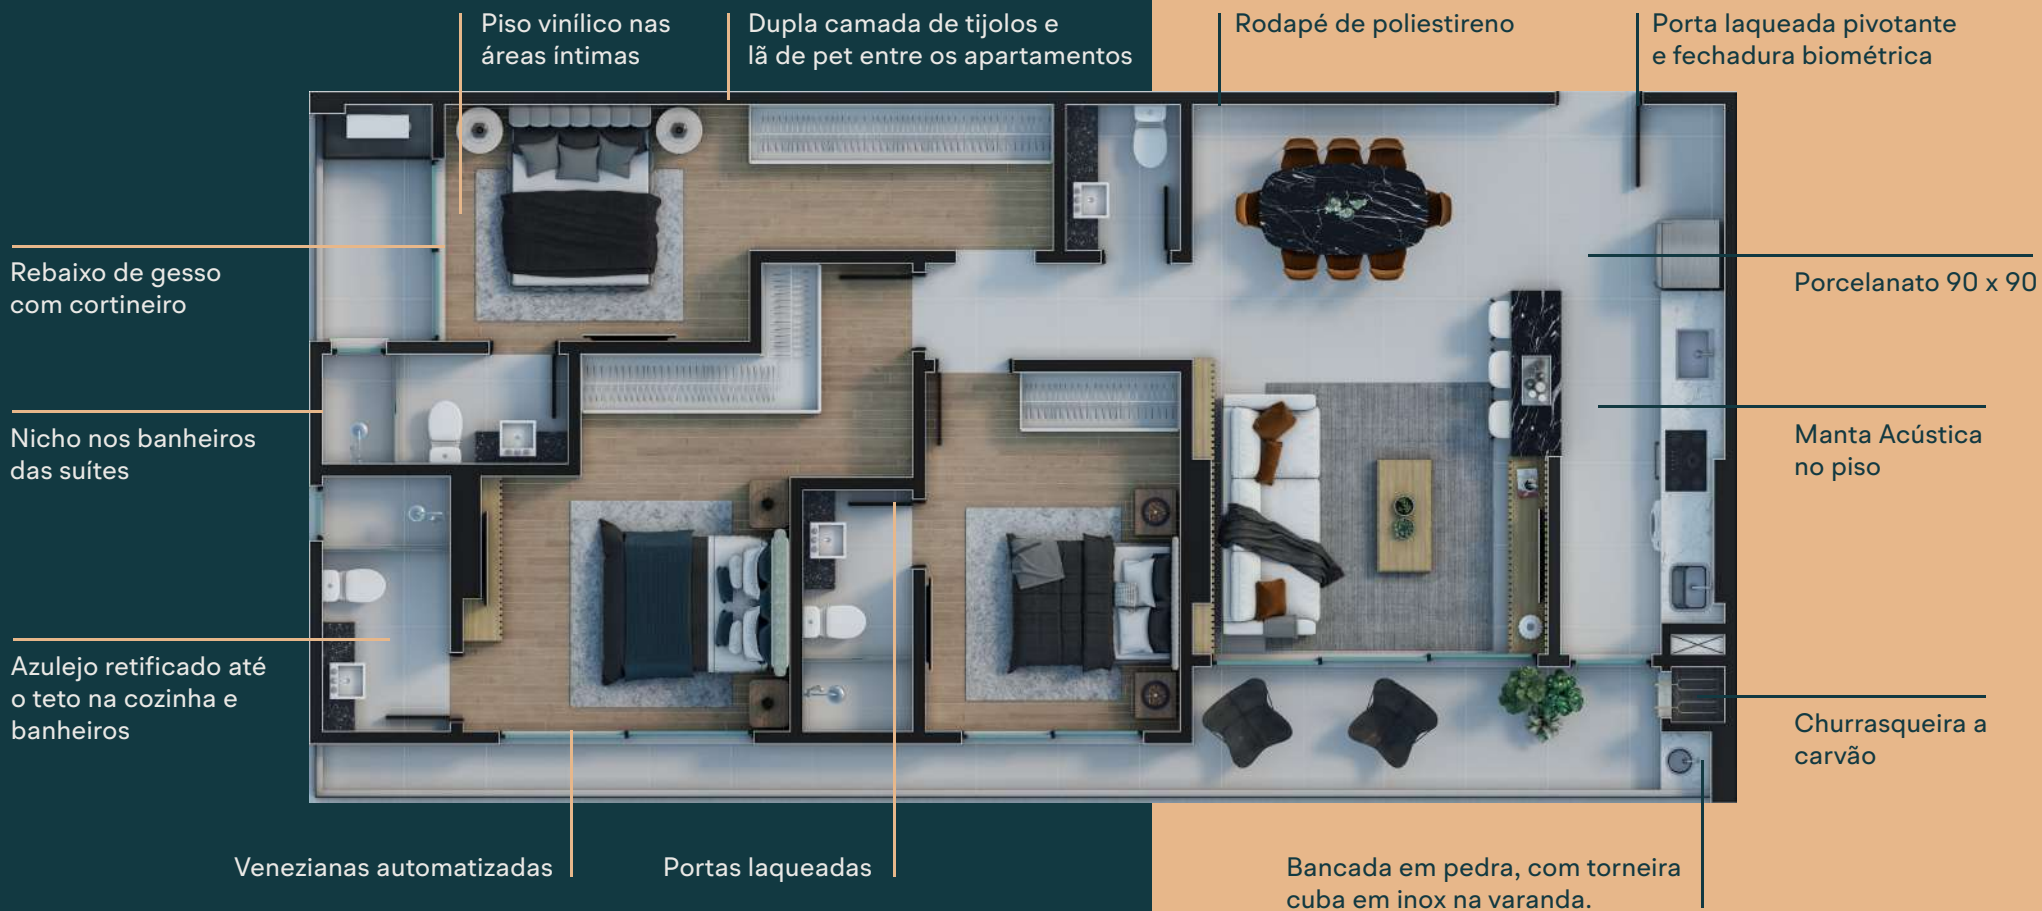 Piso vinílico nas
áreas íntimas
Dupla camada de tijolos e
lã de pet entre os apartamentos
Rodapé de poliestireno
Porta laqueada pivotante
e fechadura biométrica
Rebaixo de gesso
com cortineiro
Porcelanato 90 x 90
Nicho nos banheiros
das suítes
Manta Acústica
no piso
Azulejo retificado até
o teto na cozinha e
banheiros
Churrasqueira a
carvão
Venezianas automatizadas
Portas laqueadas
Bancada em pedra, com torneira
cuba em inox na varanda.